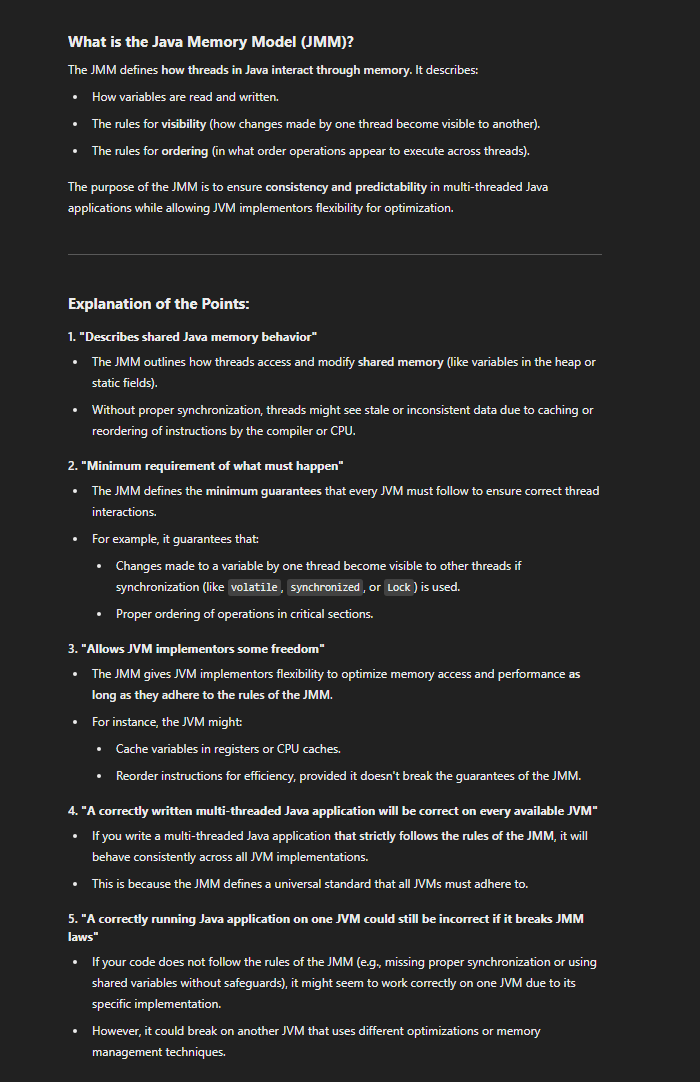 What is the Java Memory Model (JMM)?
The JMM defines how threads in Java interact through memory. It describes:
• How variables are read and written.
• The rules for visibility (how changes made by one thread become visible to another).
• The rules for ordering (in what order operations appear to execute across threads).
The purpose of the JMM is to ensure consistency and predictability in multi-threaded Java
applications while allowing JVM implementors flexibility for optimization.
Explanation of the Points:
1. "Describes shared Java memory behavior"
• The JMM outlines how threads access and modify shared memory (like variables in the heap or
static fields).
• Without proper synchronization, threads might see stale or inconsistent data due to caching or
reordering of instructions by the compiler or CPU.
2. "Minimum requirement of what must happen"
• The JMM defines the minimum guarantees that every JVM must follow to ensure correct thread
interactions.
• For example, it guarantees that:
• Changes made to a variable by one thread become visible to other threads if
synchronization (like volatile, synchronized, or Lock) is used.
• Proper ordering of operations in critical sections.
3. "Allows JVM implementors some freedom"
• The JMM gives JVM implementors flexibility to optimize memory access and performance as
long as they adhere to the rules of the JMM.
• For instance, the JVM might:
• Cache variables in registers or CPU caches.
• Reorder instructions for efficiency, provided it doesn't break the guarantees of the JMM.
4. "A correctly written multi-threaded Java application will be correct on every available JVM"
• If you write a multi-threaded Java application that strictly follows the rules of the JMM, it will
behave consistently across all JVM implementations.
• This is because the JMM defines a universal standard that all JVMs must adhere to.
5. "A correctly running Java application on one JVM could still be incorrect if it breaks JMM
laws"
• If your code does not follow the rules of the JMM (e.g., missing proper synchronization or using
shared variables without safeguards), it might seem to work correctly on one JVM due to its
specific implementation.
• However, it could break on another JVM that uses different optimizations or memory
management techniques.